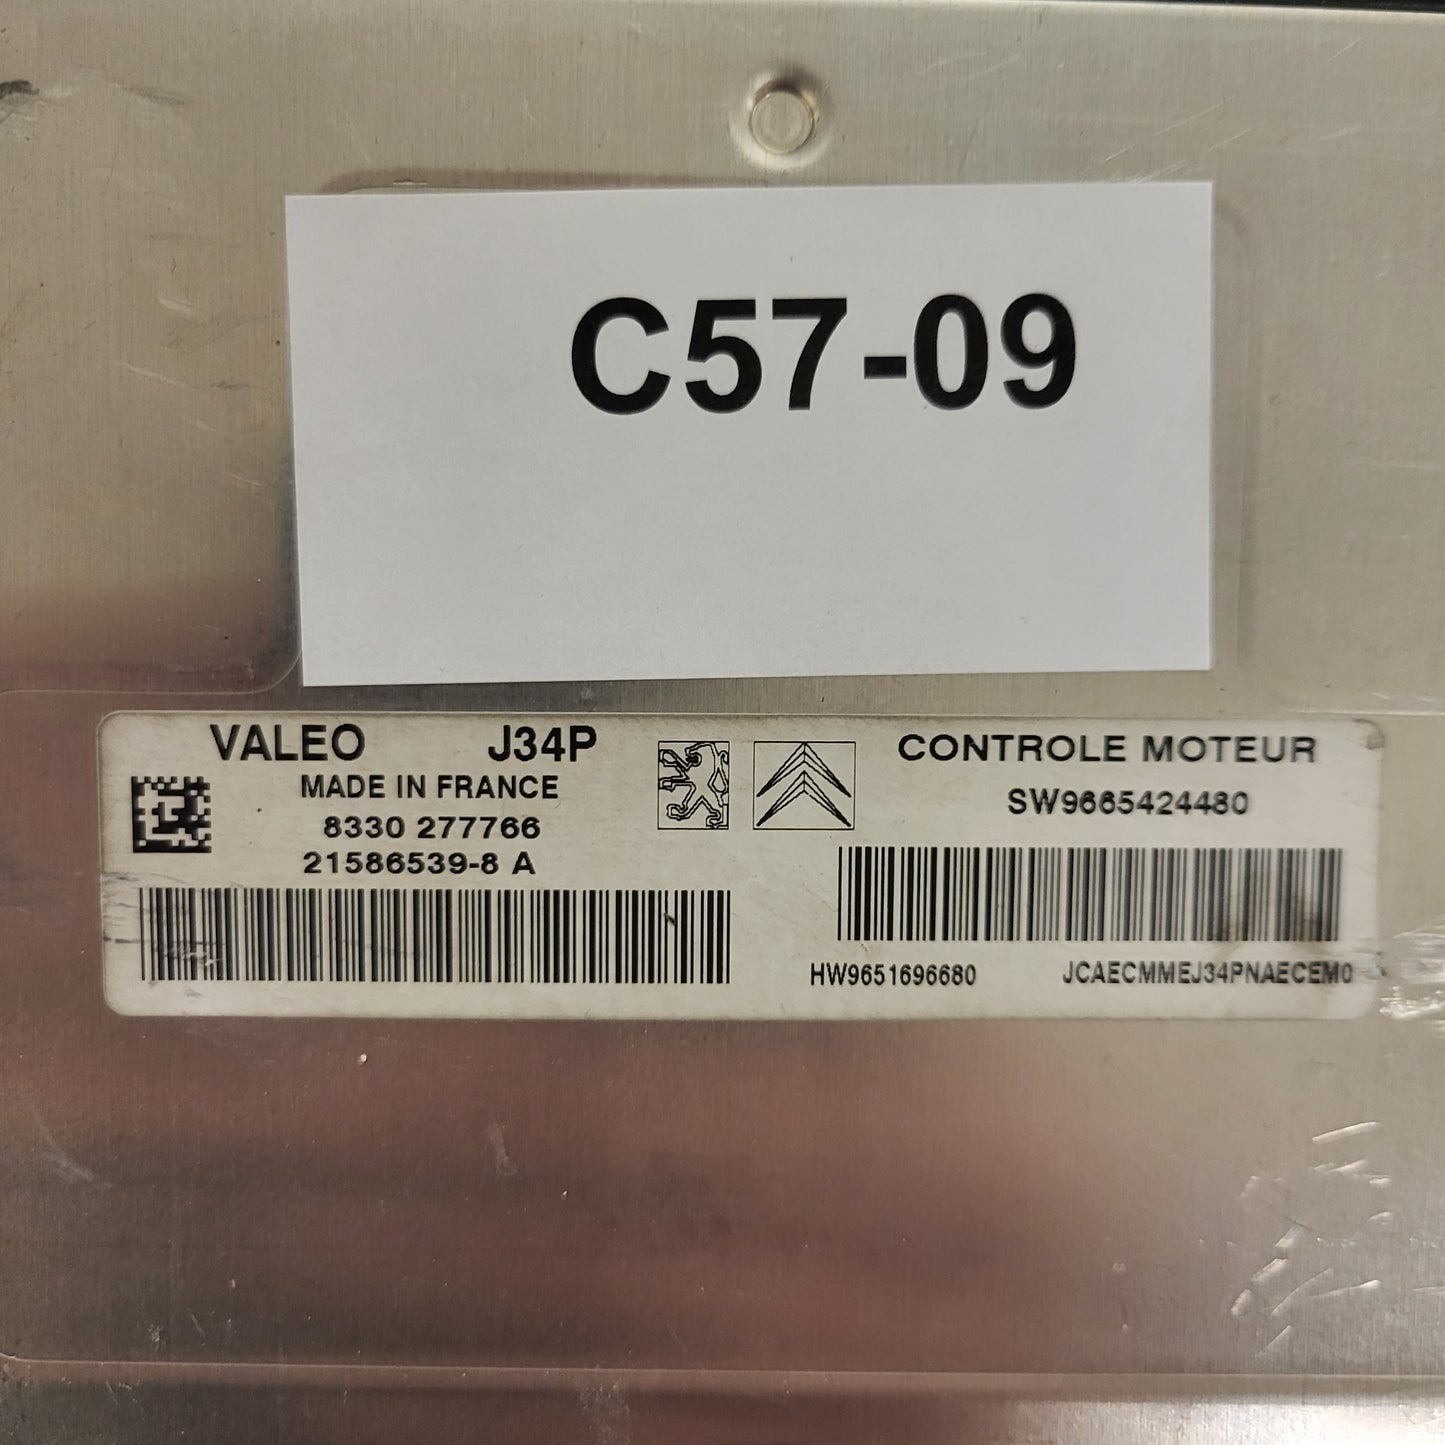 C57-09
VALEO J34P
MADE IN FRANCE
8330 277766
21586539-8 A
CONTROLE MOTEUR
SW9665424480
HW9651696680 JCAECMMEJ34PNAECEM0